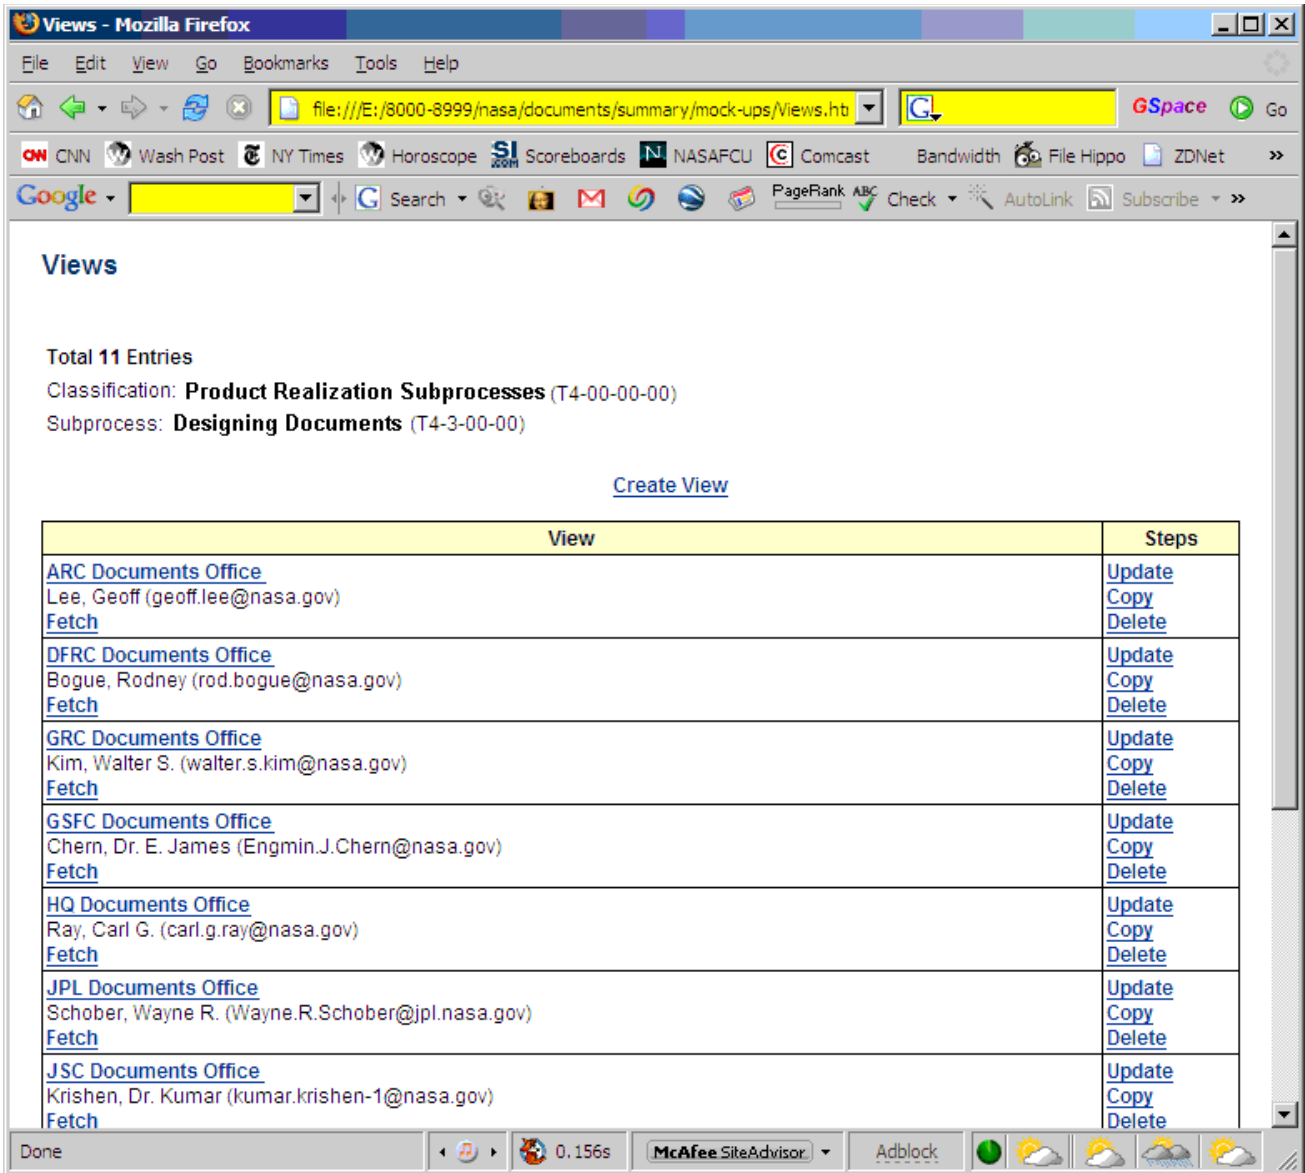 Views - Mozilla Firefox
File Edit View Go Bookmarks Tools Help
file:///E:/8000-8999/nasa/documents/summary/mock-ups/Views.ht G GSpace Go
CNN CNN Wash Post NY Times Horoscope SI.COM Scoreboards N NASAFCU C Comcast Bandwidth File Hippo ZDNet »
Google G Search PageRank ABC Check AutoLink Subscribe »
Views
Total 11 Entries
Classification: Product Realization Subprocesses (T4-00-00-00)
Subprocess: Designing Documents (T4-3-00-00)
Create View
View Steps
ARC Documents Office Update
Lee, Geoff (geoff.lee@nasa.gov) Copy
Fetch Delete
DFRC Documents Office Update
Bogue, Rodney (rod.bogue@nasa.gov) Copy
Fetch Delete
GRC Documents Office Update
Kim, Walter S. (walter.s.kim@nasa.gov) Copy
Fetch Delete
GSFC Documents Office Update
Chern, Dr. E. James (Engmin.J.Chern@nasa.gov) Copy
Fetch Delete
HQ Documents Office Update
Ray, Carl G. (carl.g.ray@nasa.gov) Copy
Fetch Delete
JPL Documents Office Update
Schober, Wayne R. (Wayne.R.Schober@jpl.nasa.gov) Copy
Fetch Delete
JSC Documents Office Update
Krishen, Dr. Kumar (kumar.krishen-1@nasa.gov) Copy
Fetch Delete
Done 0.156s McAfee SiteAdvisor Adblock